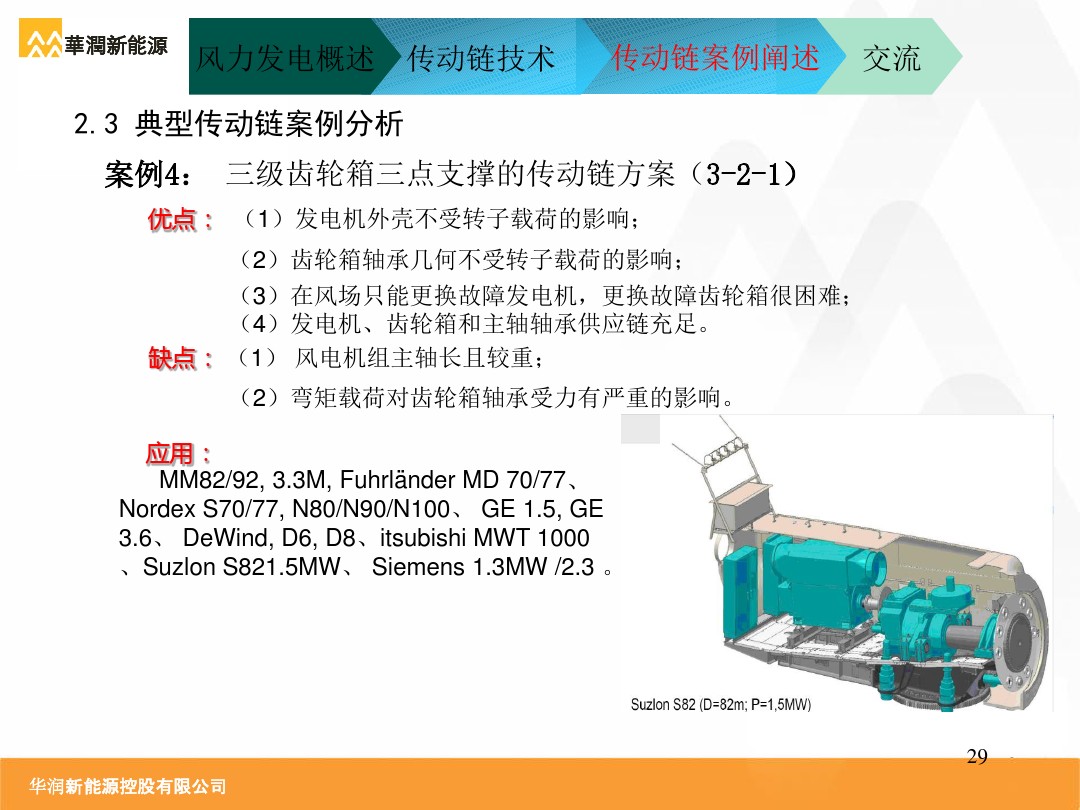 華潤新能源
风力发电概述 传动链技术 传动链案例阐述 交流
2.3 典型传动链案例分析
案例4： 三级齿轮箱三点支撑的传动链方案（3-2-1）
优点： （1）发电机外壳不受转子载荷的影响；
（2）齿轮箱轴承几何不受转子载荷的影响；
（3）在风场只能更换故障发电机，更换故障齿轮箱很困难；
（4）发电机、齿轮箱和主轴轴承供应链充足。
缺点： （1） 风电机组主轴长且较重；
（2）弯矩载荷对齿轮箱轴承受力有严重的影响。
应用：
MM82/92, 3.3M, Fuhrländer MD 70/77、
Nordex S70/77, N80/N90/N100、 GE 1.5, GE
3.6、 DeWind, D6, D8、itsubishi MWT 1000
、Suzlon S821.5MW、 Siemens 1.3MW /2.3 。
Suzlon S82 (D=82m; P=1,5MW)
29
华润新能源控股有限公司